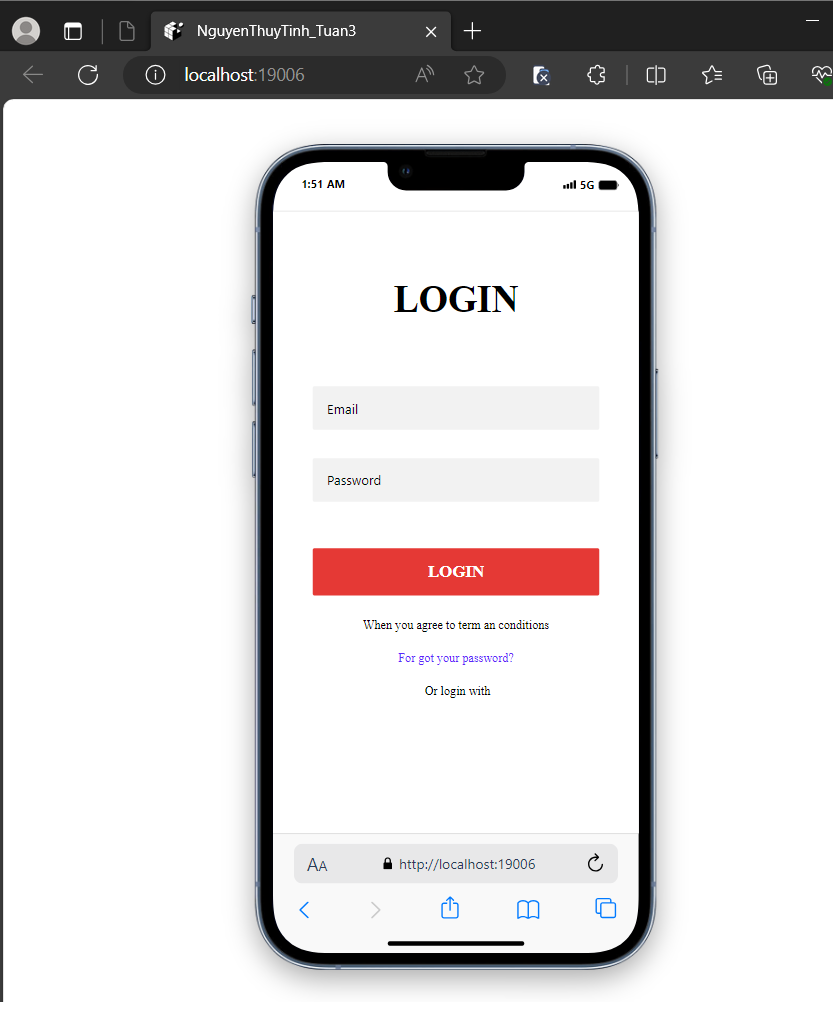 NguyenThuyTinh_Tuan3
localhost:19006
1:51 AM
5G
LOGIN
Email
Password
LOGIN
When you agree to term an conditions
For got your password?
Or login with
AA
http://localhost:19006